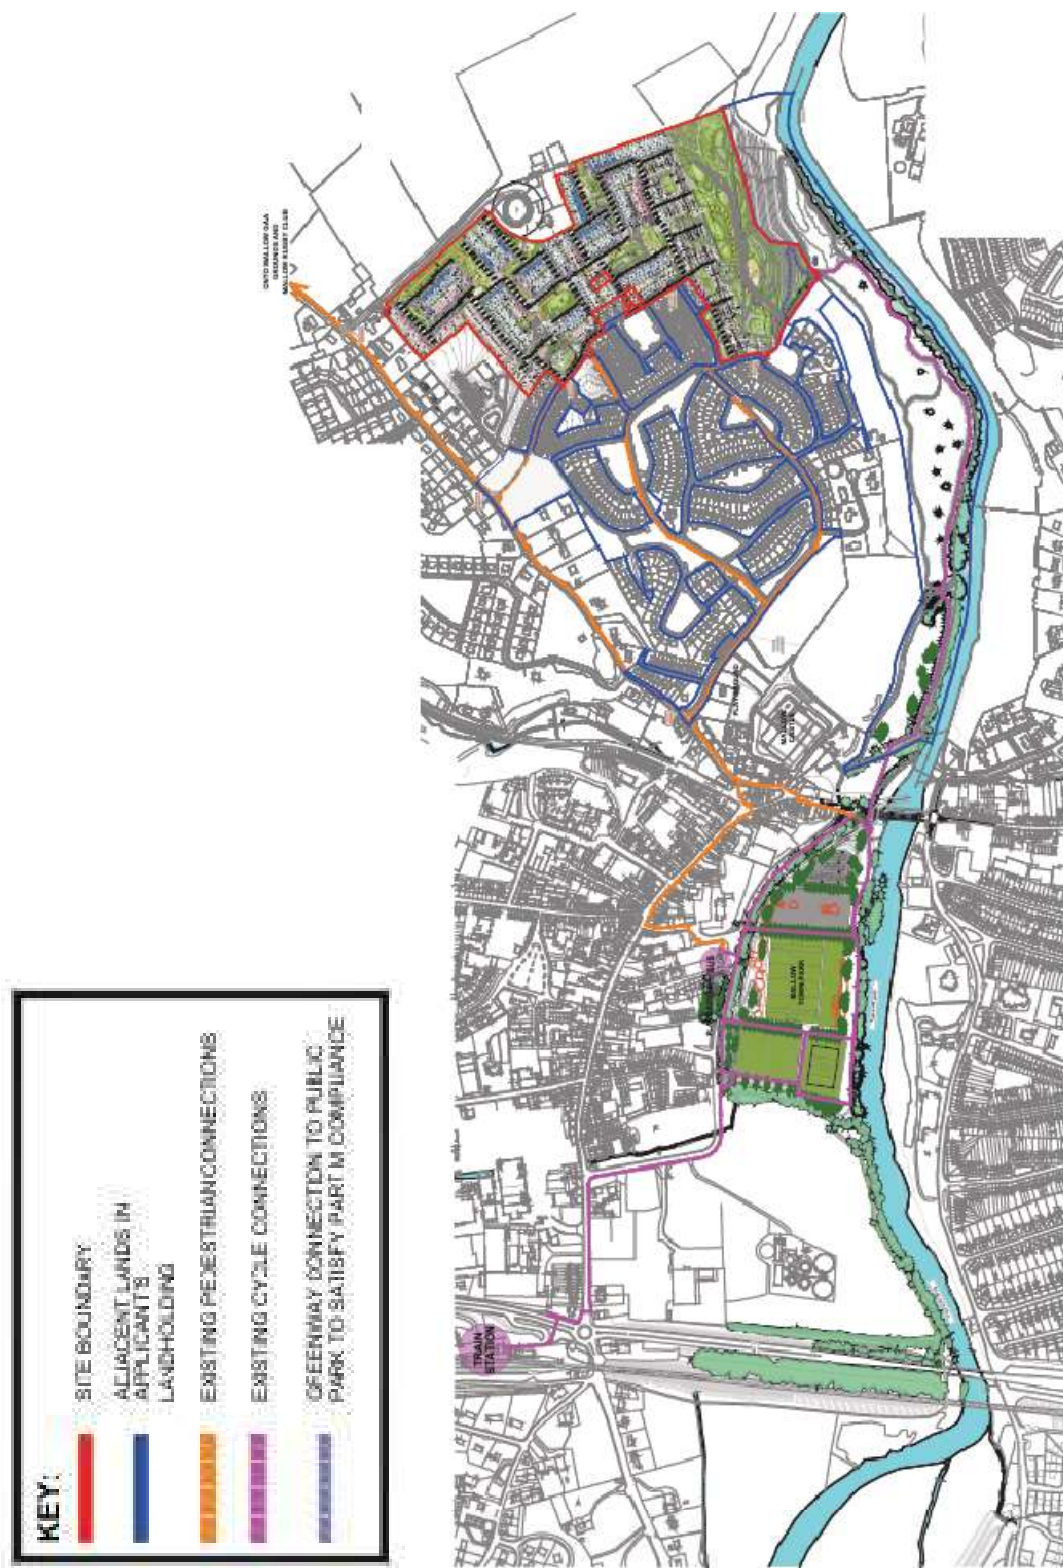 KEY:
SITE BOUNDARY
ADJACENT LANDS IN
APPLICANT'S
LANDHOLDING
EXISTING PEDESTRIAN CONNECTIONS
EXISTING CYCLE CONNECTIONS
GREENWAY CONNECTION TO PUBLIC
PARK TO SATISFY PART M COMPLIANCE
TRAIN
STATION
MALLOW
TOWN PARK
MALLOW
CASTLE
ONTO MALLOW GAA
GROUNDS AND
MALLOW RUGBY CLUB